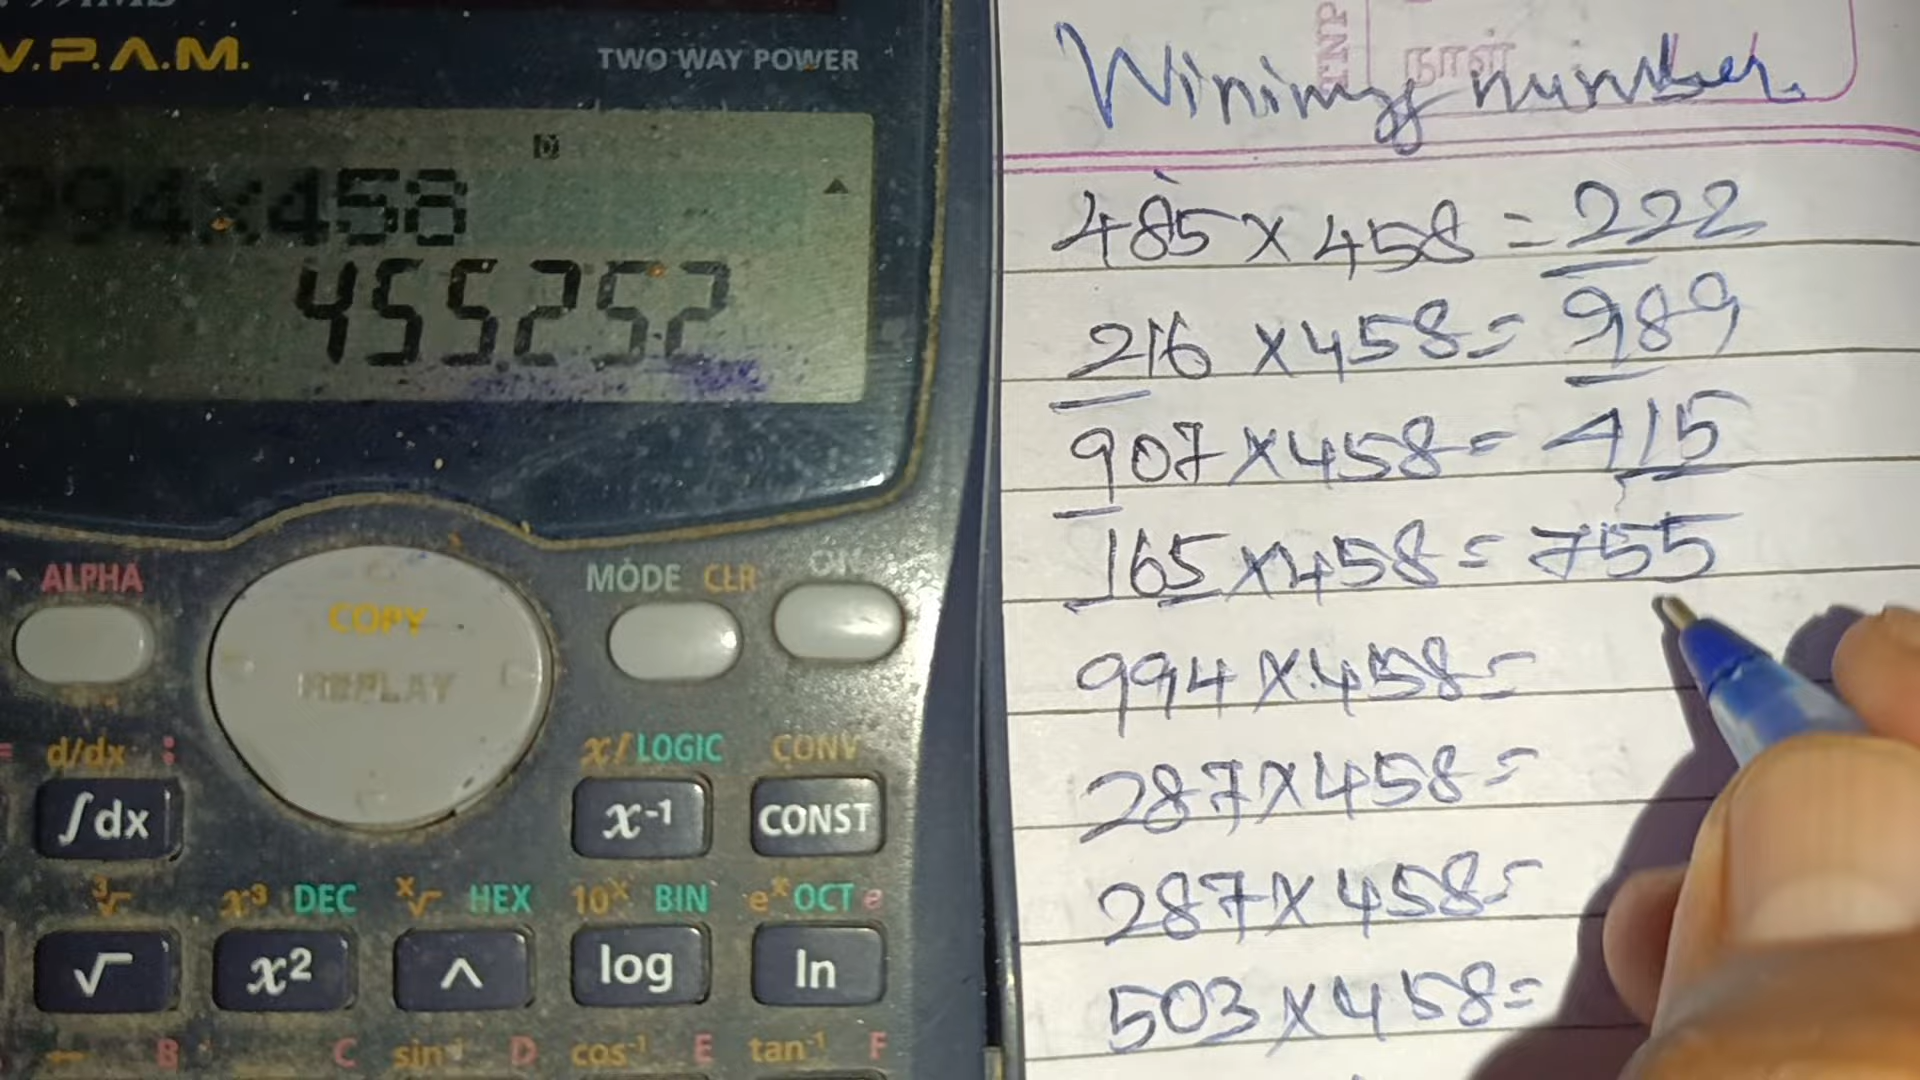 V.P.A.M.
TWO WAY POWER
D
994x458
455252
ALPHA
COPY
REPLAY
MODE CLR
ON
d/dx :
x! LOGIC
CONV
∫dx
x-1
CONST
3√
x3 DEC
x√ HEX
10x BIN
ex OCT e
√
x2
^
log
ln
B
C
sin-1 D
cos-1 E
tan-1 F
நாள்
Wining number.
485 x 458 = 222
216 x 458 = 989
907 x 458 = 415
165 x 458 = 755
994 x 458 =
287 x 458 =
287 x 458 =
503 x 458 =